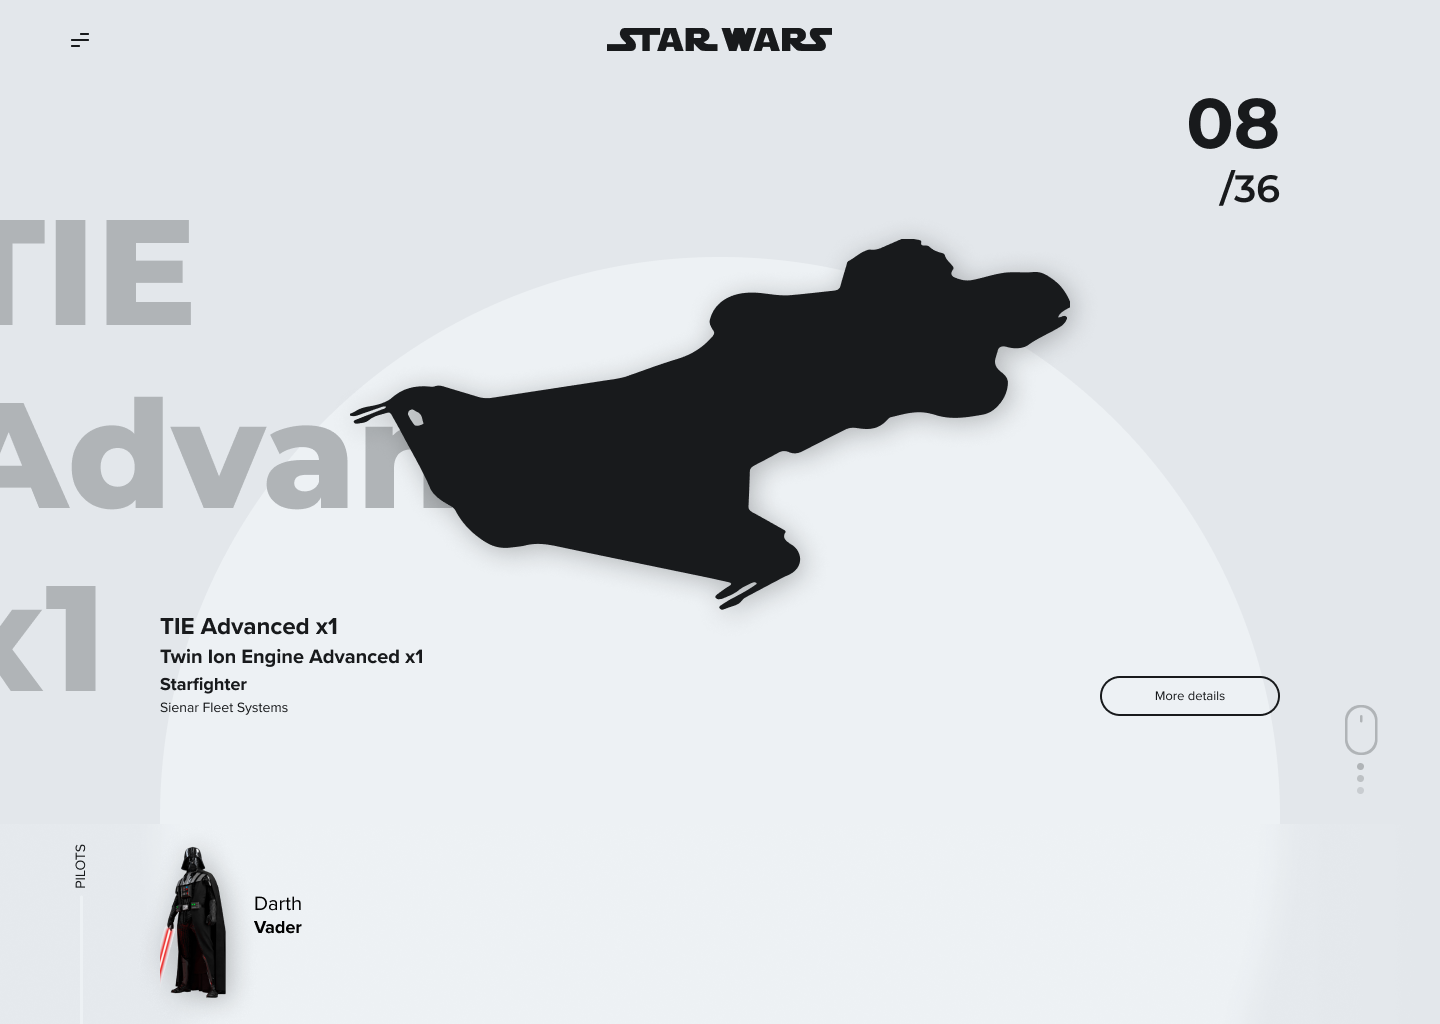 STAR WARS
08
/36
TIE
Advan
x1
TIE Advanced x1
Twin Ion Engine Advanced x1
Starfighter
Sienar Fleet Systems
More details
PILOTS
Darth
Vader